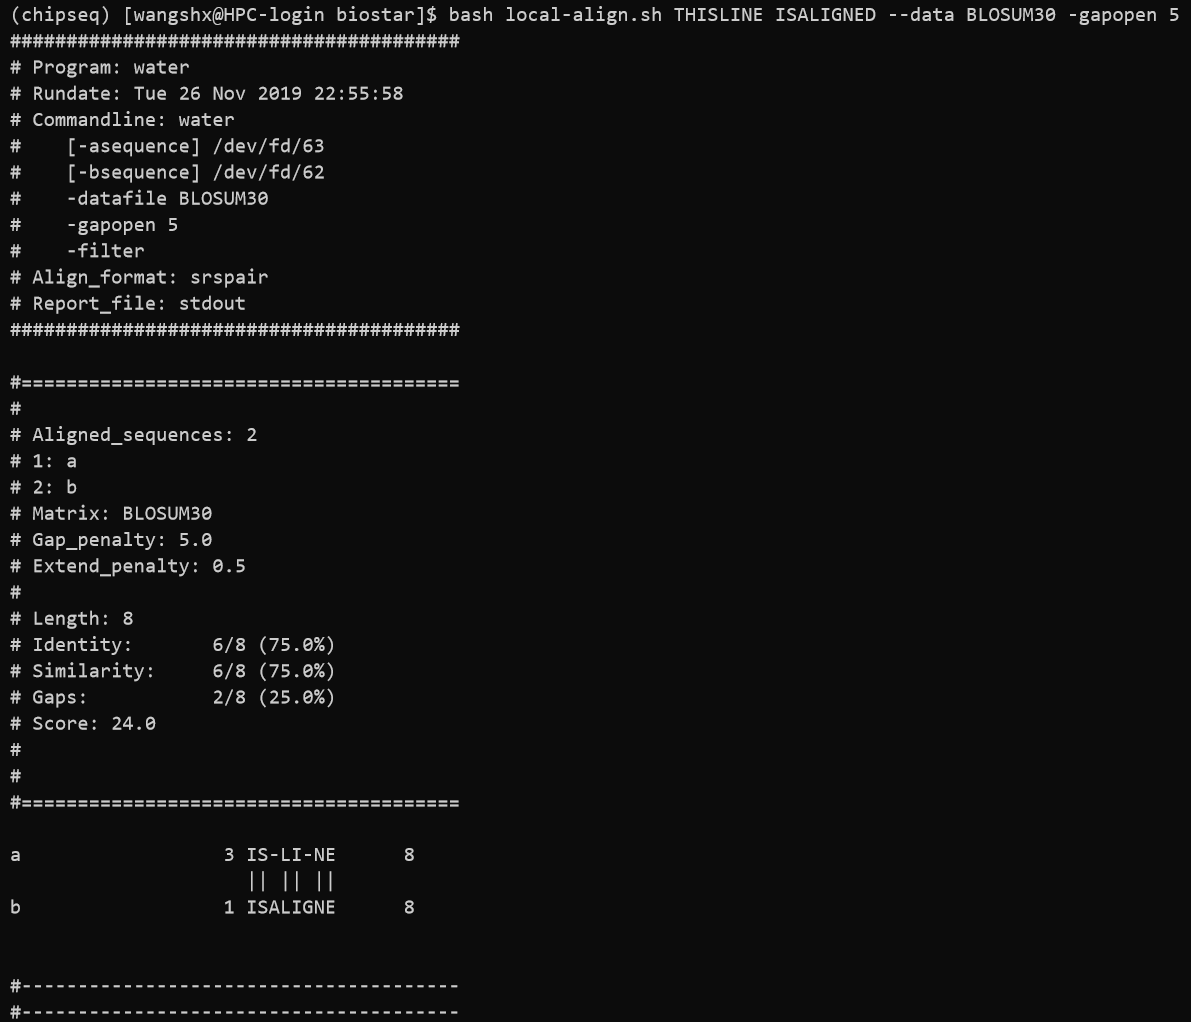 (chipseq) [wangshx@HPC-login biostar]$ bash local-align.sh THISLINE ISALIGNED --data BLOSUM30 -gapopen 5
########################################
# Program: water
# Rundate: Tue 26 Nov 2019 22:55:58
# Commandline: water
#    [-asequence] /dev/fd/63
#    [-bsequence] /dev/fd/62
#    -datafile BLOSUM30
#    -gapopen 5
#    -filter
# Align_format: srspair
# Report_file: stdout
########################################

#=======================================
#
# Aligned_sequences: 2
# 1: a
# 2: b
# Matrix: BLOSUM30
# Gap_penalty: 5.0
# Extend_penalty: 0.5
#
# Length: 8
# Identity:       6/8 (75.0%)
# Similarity:     6/8 (75.0%)
# Gaps:           2/8 (25.0%)
# Score: 24.0
#
#
#=======================================

a                  3 IS-LI-NE      8
                     || || ||
b                  1 ISALIGNE      8


#---------------------------------------
#---------------------------------------